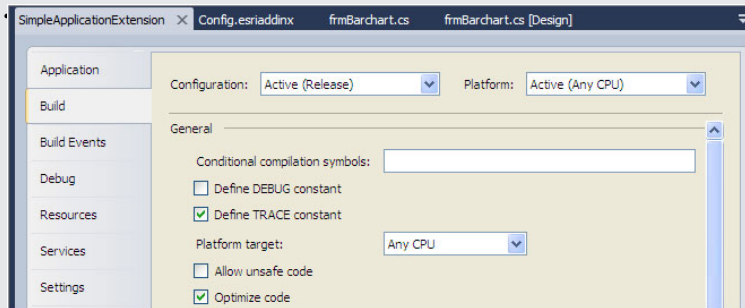 SimpleApplicationExtension Config.esriaddinx frmBarchart.cs frmBarchart.cs [Design]
Application
Build
Build Events
Debug
Resources
Services
Settings
Configuration: Active (Release) Platform: Active (Any CPU)
General
Conditional compilation symbols:
Define DEBUG constant
Define TRACE constant
Platform target: Any CPU
Allow unsafe code
Optimize code